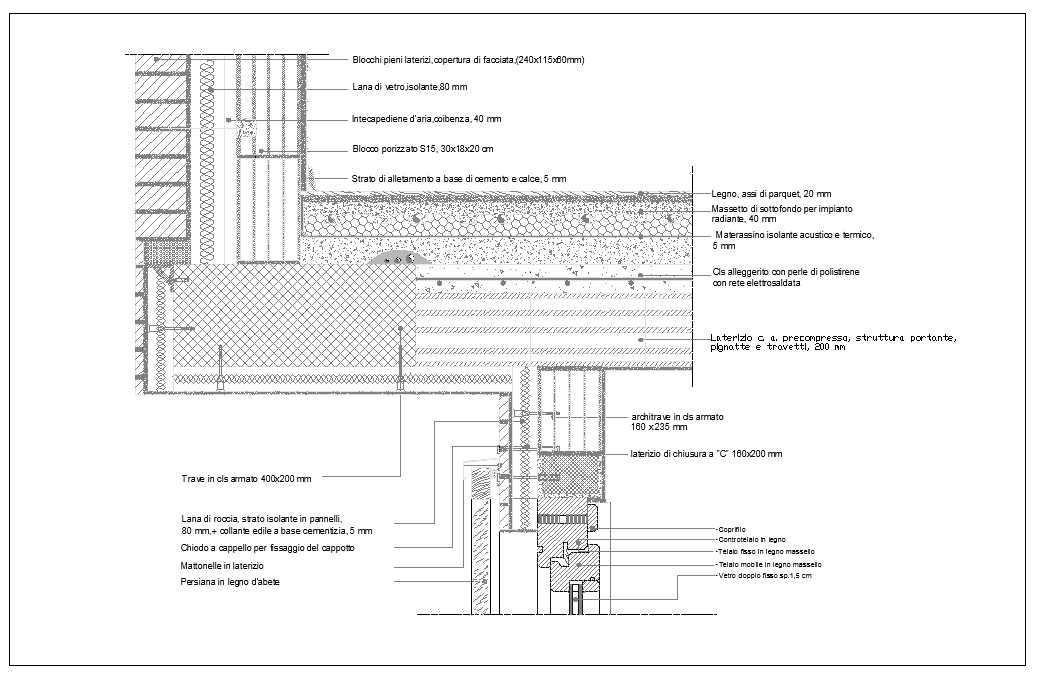 Blocchi pieni laterizi,copertura di facciata,(240x115x60mm)
Lana di vetro,isolante,80 mm
Intecapediene d'aria,coibenza, 40 mm
Blocco porizzato S15, 30x18x20 cm
Strato di alletamento a base di cemento e calce, 5 mm
Legno, assi di parquet, 20 mm
Massetto di sottofondo per impianto
radiante, 40 mm
Materassino isolante acustico e termico,
5 mm
Cls alleggerito con perle di polistirene
con rete elettrosaldata
Laterizio c. a. precompressa, struttura portante,
pignatte e travetti, 200 mm
architrave in cls armato
160 x235 mm
laterizio di chiusura a "C" 160x200 mm
Trave in cls armato 400x200 mm
Lana di roccia, strato isolante in pannelli,
80 mm,+ collante edile a base cementizia, 5 mm
Chiodo a cappello per fissaggio del cappotto
Mattonelle in laterizio
Persiana in legno d'abete
Coprifilo
Controtelaio in legno
Telaio fisso in legno massello
Telaio mobile in legno massello
Vetro doppio fisso sp.1,5 cm